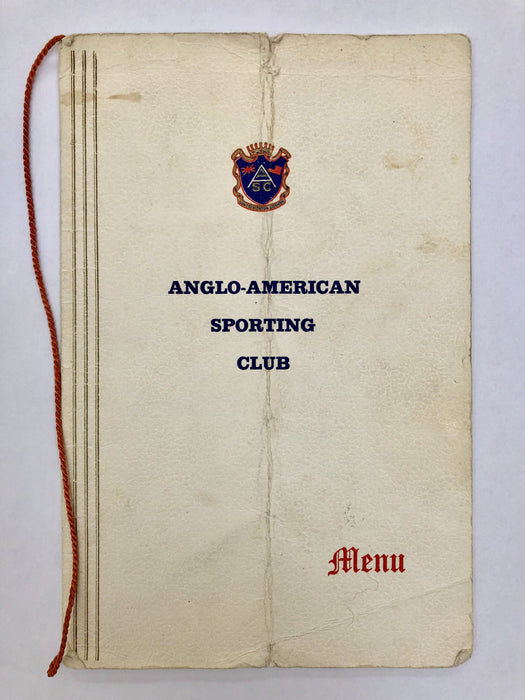 A
S C
ANGLO-AMERICAN
SPORTING
CLUB
Menu